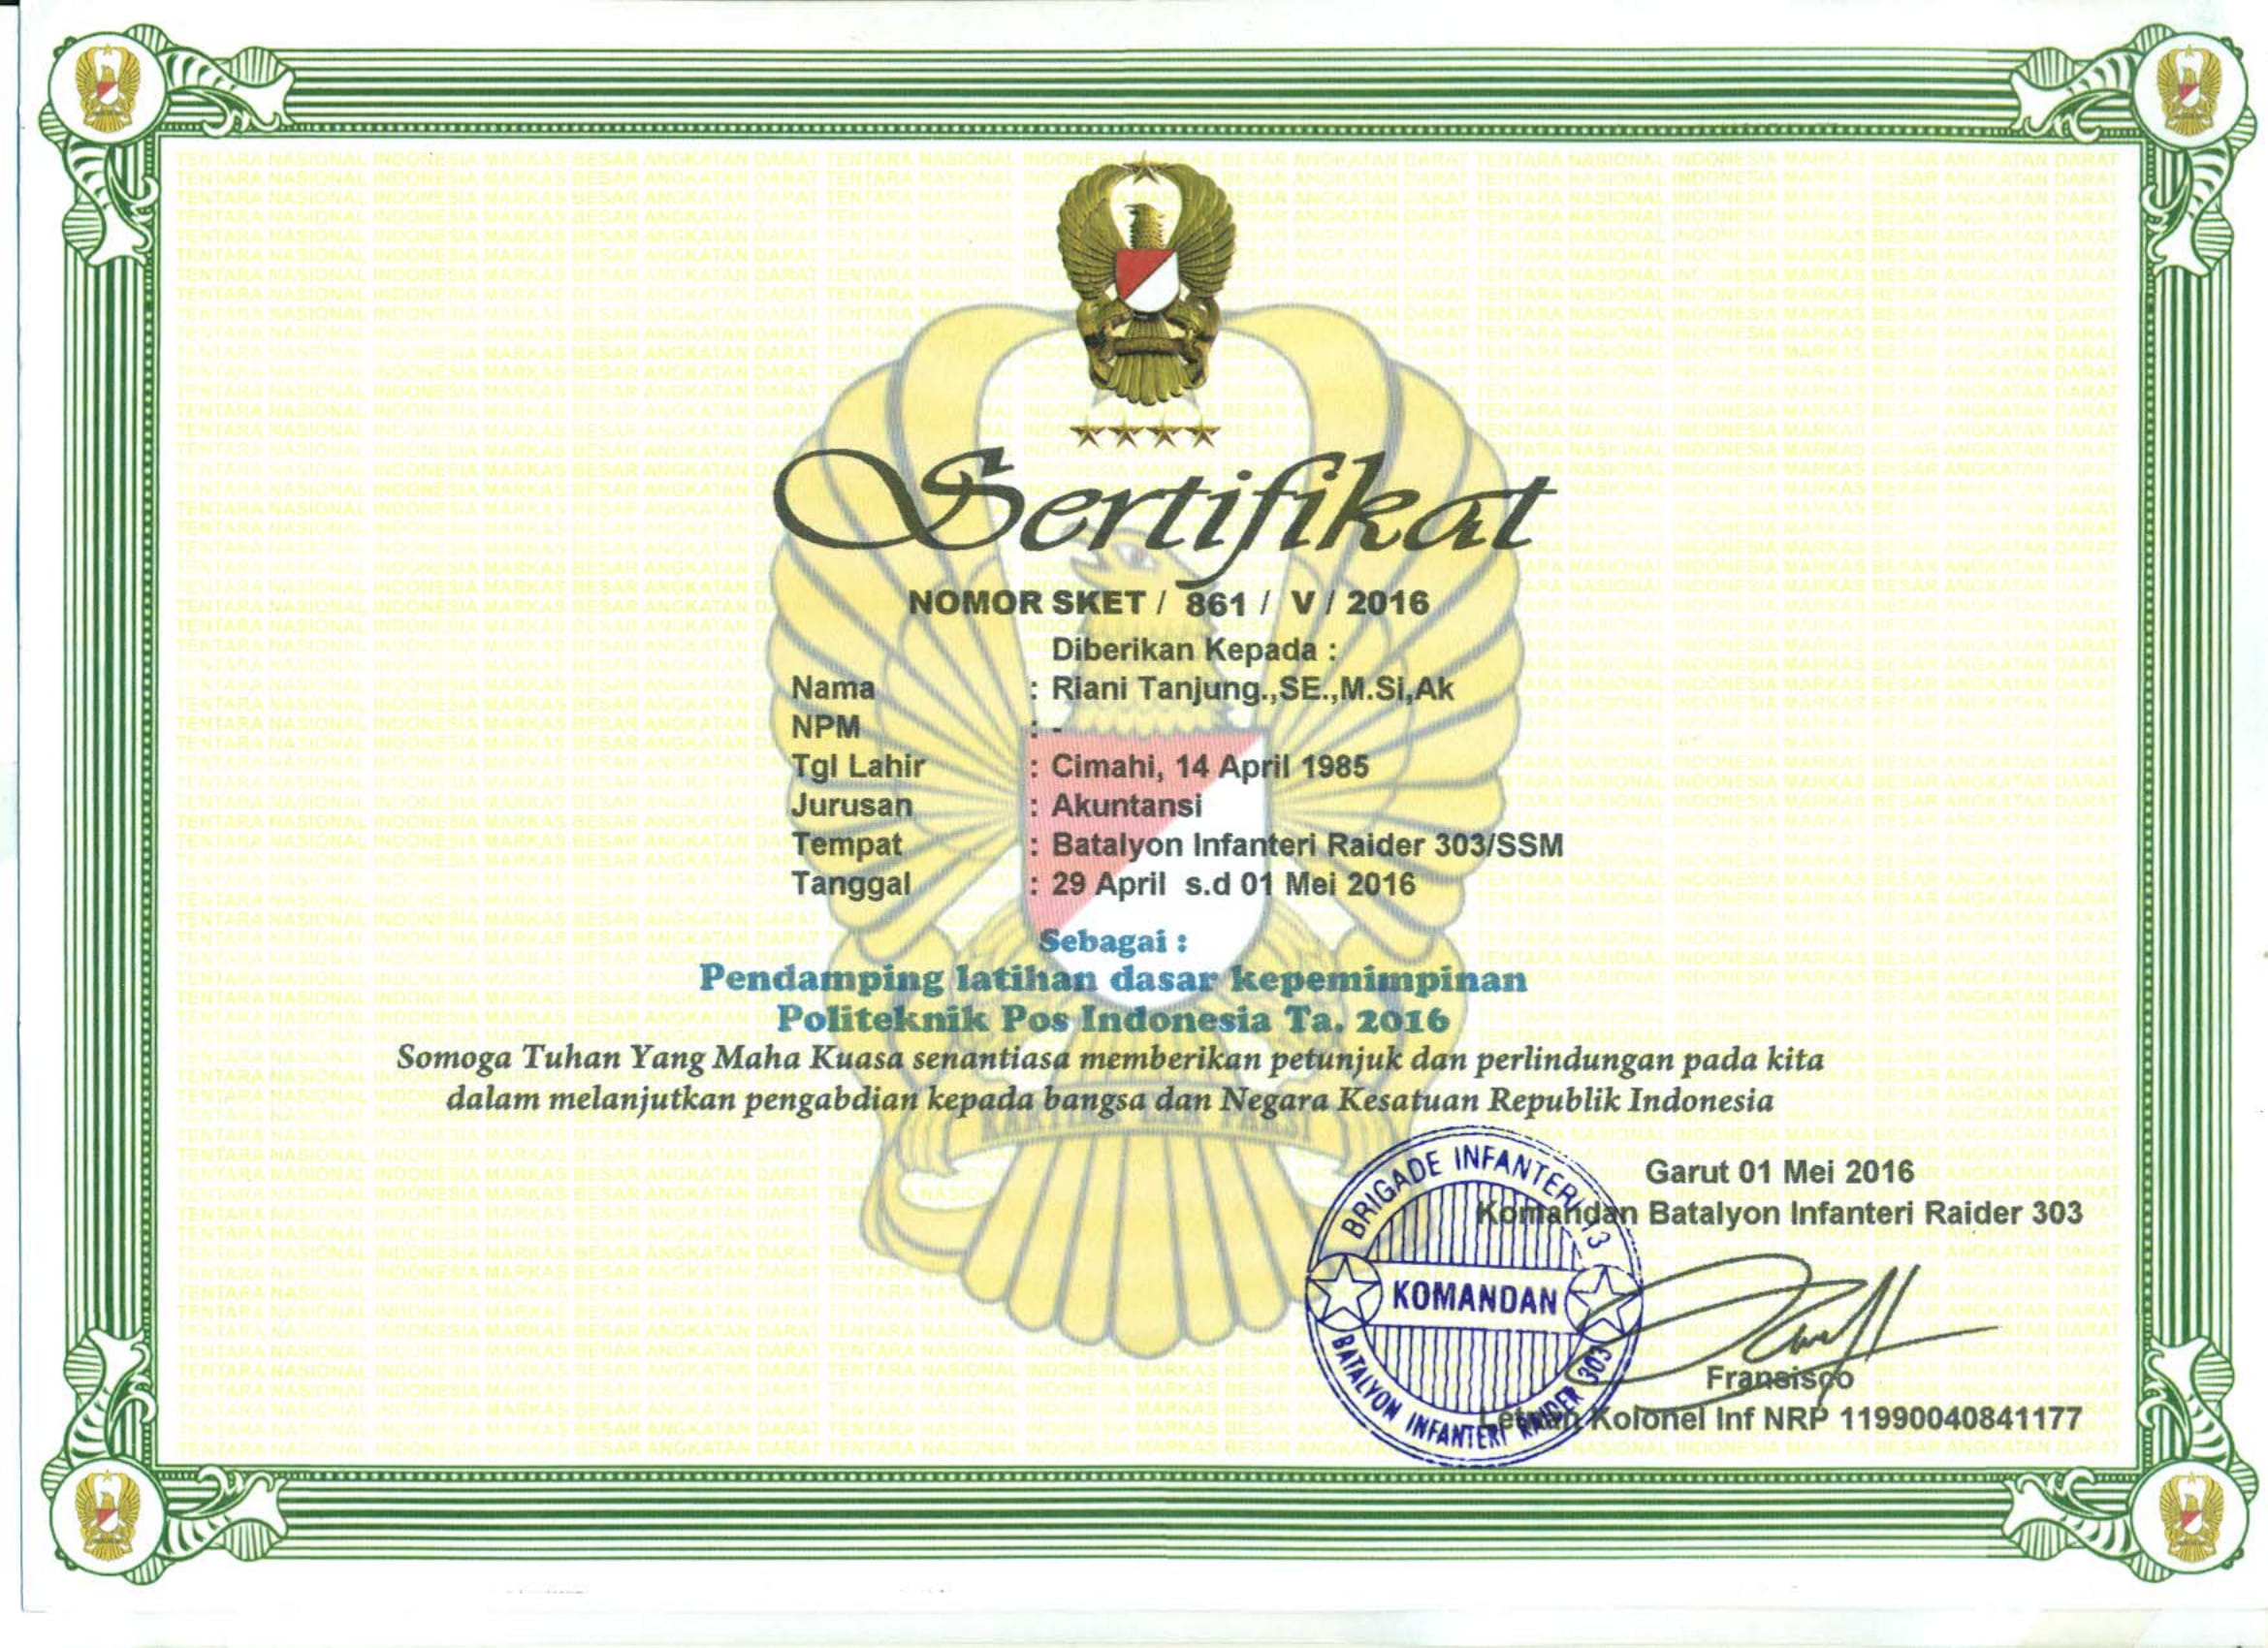 Sertifikat
NOMOR SKET / 861 / V / 2016
Diberikan Kepada :
Nama : Riani Tanjung.,SE.,M.Si,Ak
NPM : -
Tgl Lahir : Cimahi, 14 April 1985
Jurusan : Akuntansi
Tempat : Batalyon Infanteri Raider 303/SSM
Tanggal : 29 April s.d 01 Mei 2016
Sebagai :
Pendamping latihan dasar kepemimpinan
Politeknik Pos Indonesia Ta. 2016
Somoga Tuhan Yang Maha Kuasa senantiasa memberikan petunjuk dan perlindungan pada kita
dalam melanjutkan pengabdian kepada bangsa dan Negara Kesatuan Republik Indonesia
KARTIKA EKA PAKSI
Garut 01 Mei 2016
Komandan Batalyon Infanteri Raider 303
BRIGADE INFANTERI 13
KOMANDAN
BATALYON INFANTERI RAIDER 303
Fransisco
Letnan Kolonel Inf NRP 11990040841177
TENTARA NASIONAL INDONESIA MARKAS BESAR ANGKATAN DARAT